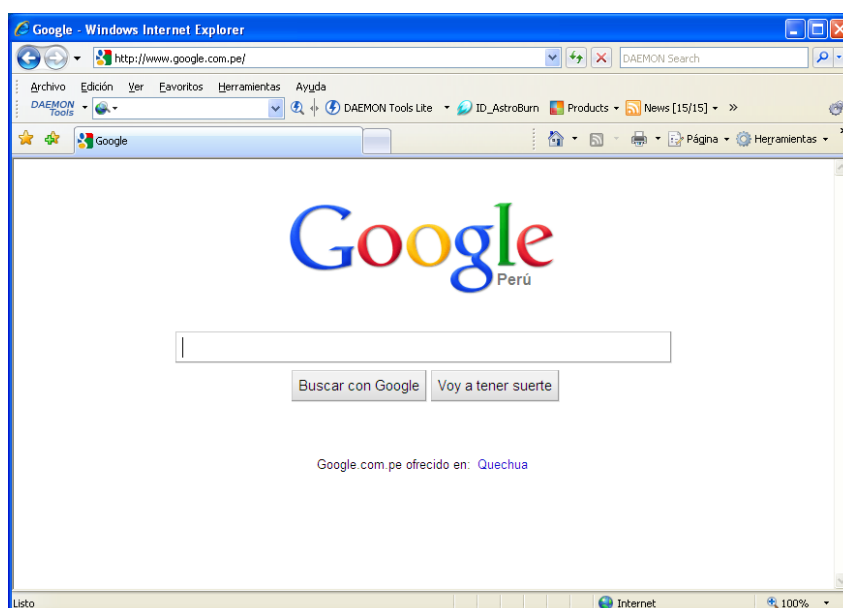 Google - Windows Internet Explorer
http://www.google.com.pe/
DAEMON Search
Archivo Edición Ver Favoritos Herramientas Ayuda
DAEMON Tools
DAEMON Tools Lite ID_AstroBurn Products News [15/15] »
Google
Página Herramientas
Google
Perú
Buscar con Google Voy a tener suerte
Google.com.pe ofrecido en: Quechua
Listo Internet 100%